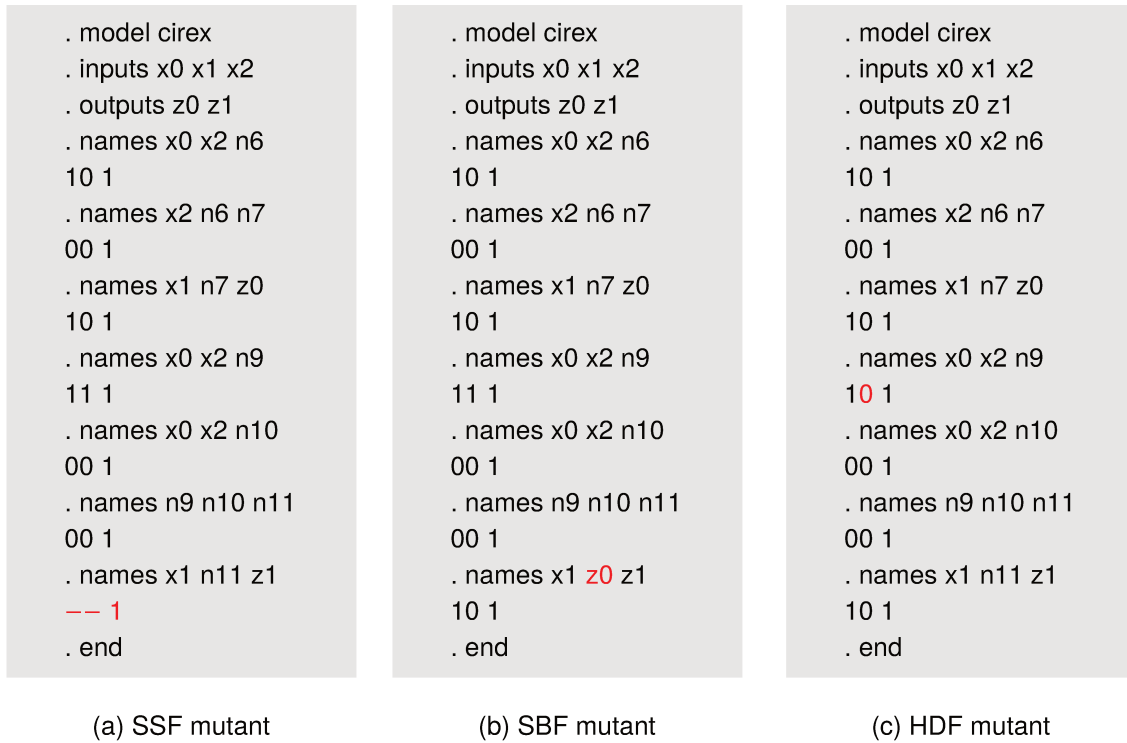 . model cirex
. inputs x0 x1 x2
. outputs z0 z1
. names x0 x2 n6
10 1
. names x2 n6 n7
00 1
. names x1 n7 z0
10 1
. names x0 x2 n9
11 1
. names x0 x2 n10
00 1
. names n9 n10 n11
00 1
. names x1 n11 z1
−− 1
. end
(a) SSF mutant
. model cirex
. inputs x0 x1 x2
. outputs z0 z1
. names x0 x2 n6
10 1
. names x2 n6 n7
00 1
. names x1 n7 z0
10 1
. names x0 x2 n9
11 1
. names x0 x2 n10
00 1
. names n9 n10 n11
00 1
. names x1 z0 z1
10 1
. end
(b) SBF mutant
. model cirex
. inputs x0 x1 x2
. outputs z0 z1
. names x0 x2 n6
10 1
. names x2 n6 n7
00 1
. names x1 n7 z0
10 1
. names x0 x2 n9
10 1
. names x0 x2 n10
00 1
. names n9 n10 n11
00 1
. names x1 n11 z1
10 1
. end
(c) HDF mutant